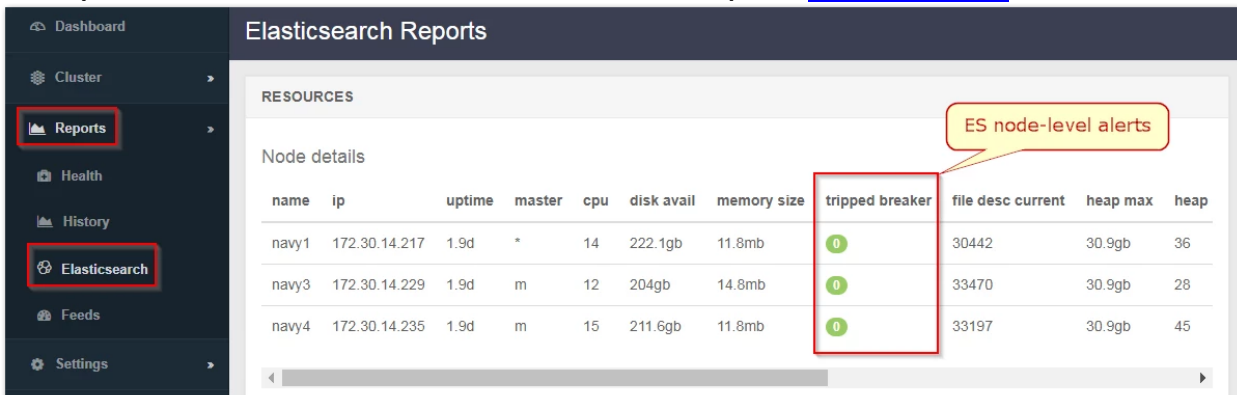 Dashboard
Elasticsearch Reports
Cluster
RESOURCES
Reports
ES node-level alerts
Node details
Health
name ip uptime master cpu disk avail memory size tripped breaker file desc current heap max heap
History
navy1 172.30.14.217 1.9d * 14 222.1gb 11.8mb 0 30442 30.9gb 36
Elasticsearch
navy3 172.30.14.229 1.9d m 12 204gb 14.8mb 0 33470 30.9gb 28
Feeds
navy4 172.30.14.235 1.9d m 15 211.6gb 11.8mb 0 33197 30.9gb 45
Settings